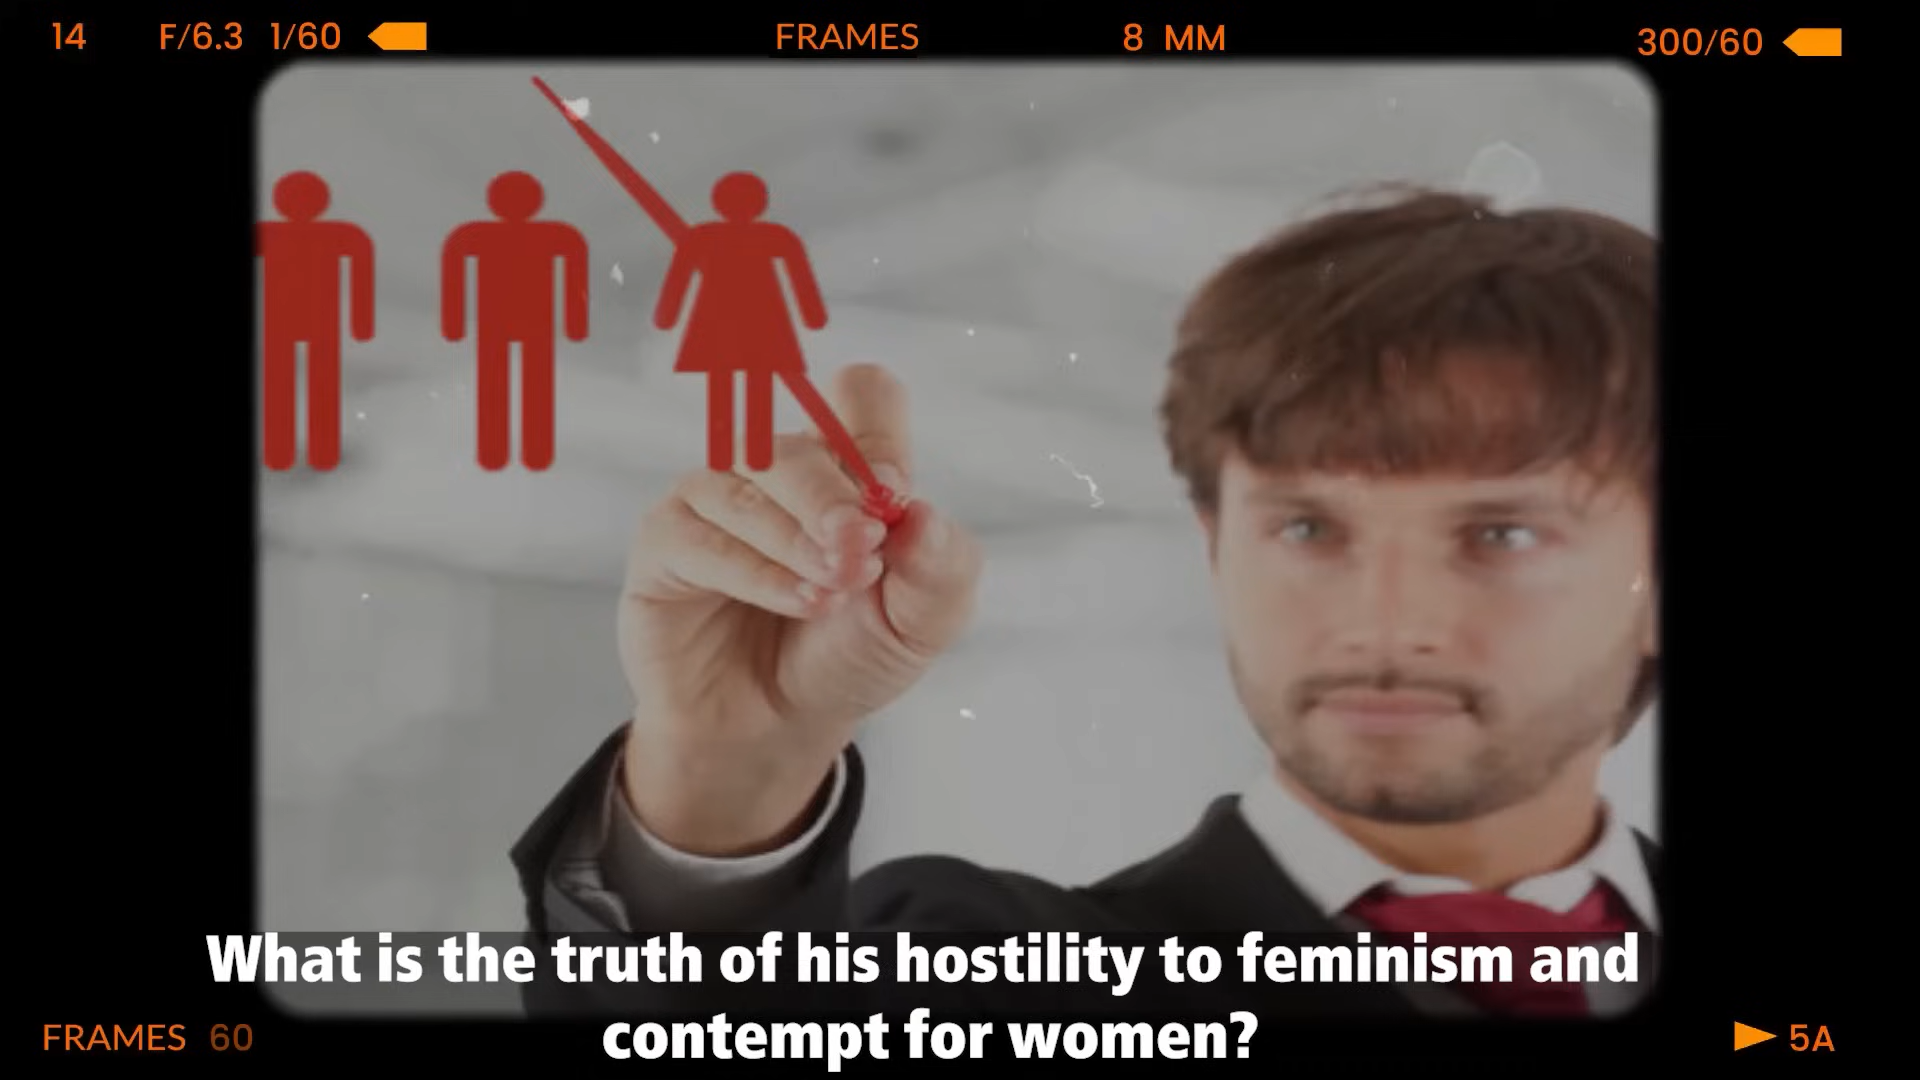 14 F/6.3 1/60 FRAMES 8 MM 300/60
What is the truth of his hostility to feminism and
contempt for women?
FRAMES 60 5A